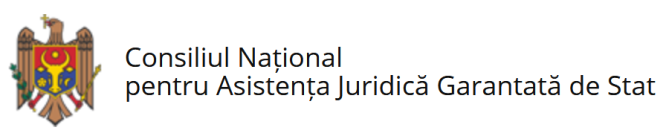 Consiliul Național
pentru Asistența Juridică Garantată de Stat